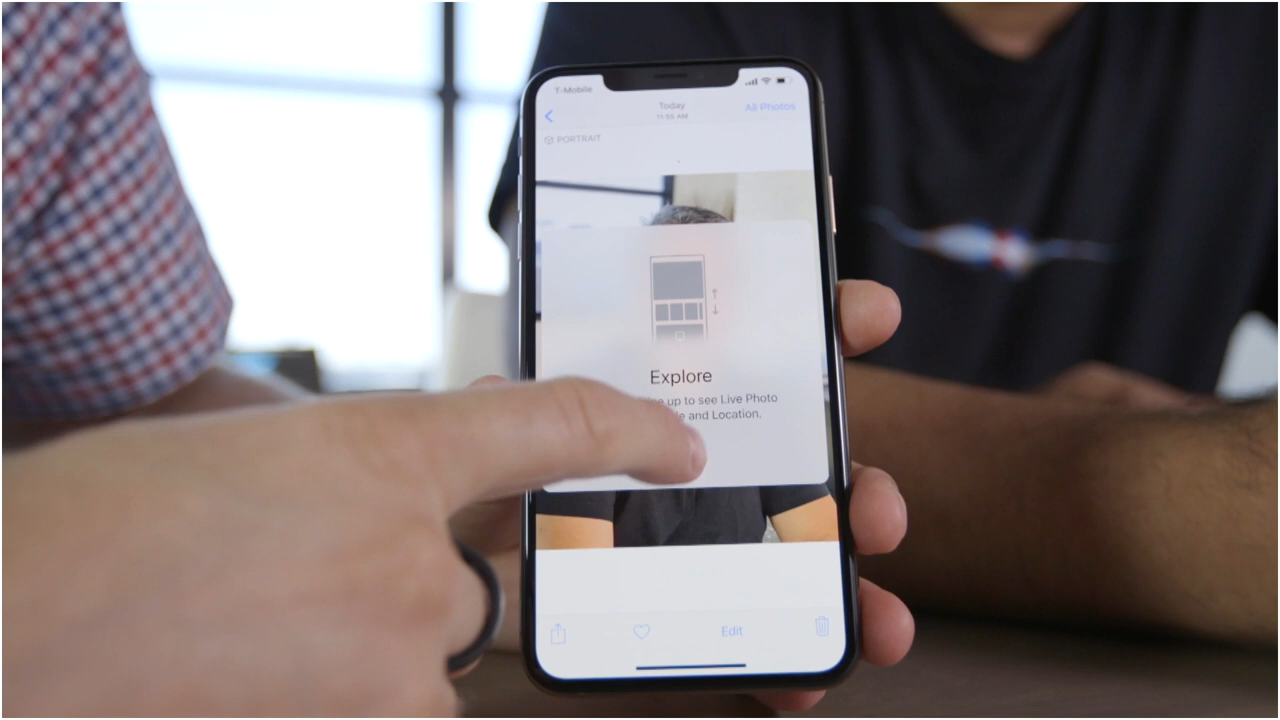 T-Mobile
Today
All Photos
11:55 AM
PORTRAIT
Explore
up to see Live Photo
and Location.
Edit